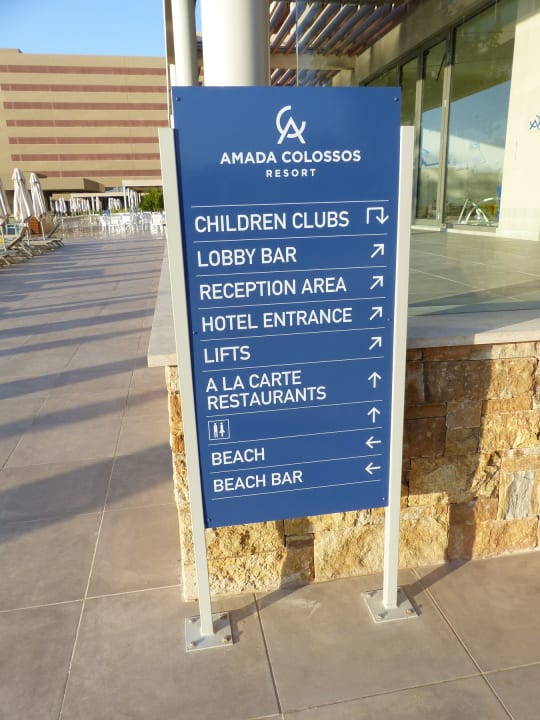 AMADA COLOSSOS
RESORT
CHILDREN CLUBS
LOBBY BAR
RECEPTION AREA
HOTEL ENTRANCE
LIFTS
A LA CARTE
RESTAURANTS
BEACH
BEACH BAR